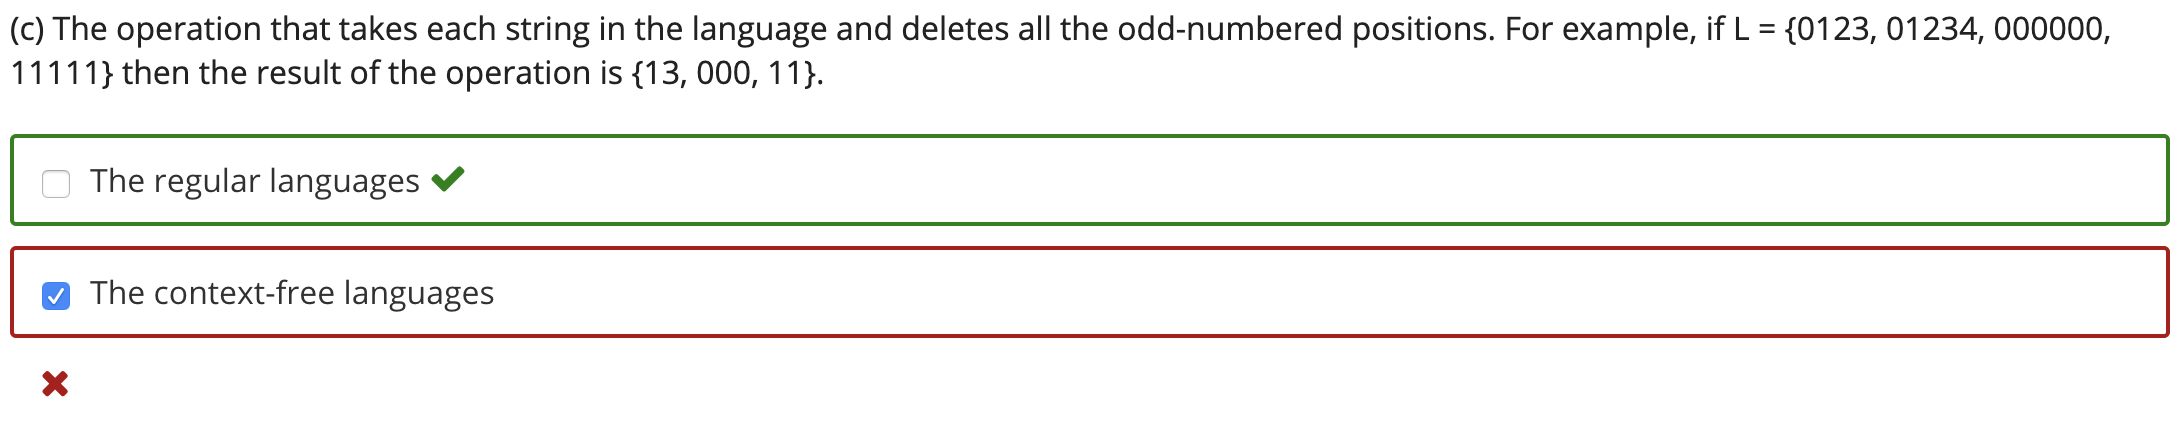 (c) The operation that takes each string in the language and deletes all the odd-numbered positions. For example, if L = {0123, 01234, 000000,
11111} then the result of the operation is {13, 000, 11}.
The regular languages
The context-free languages